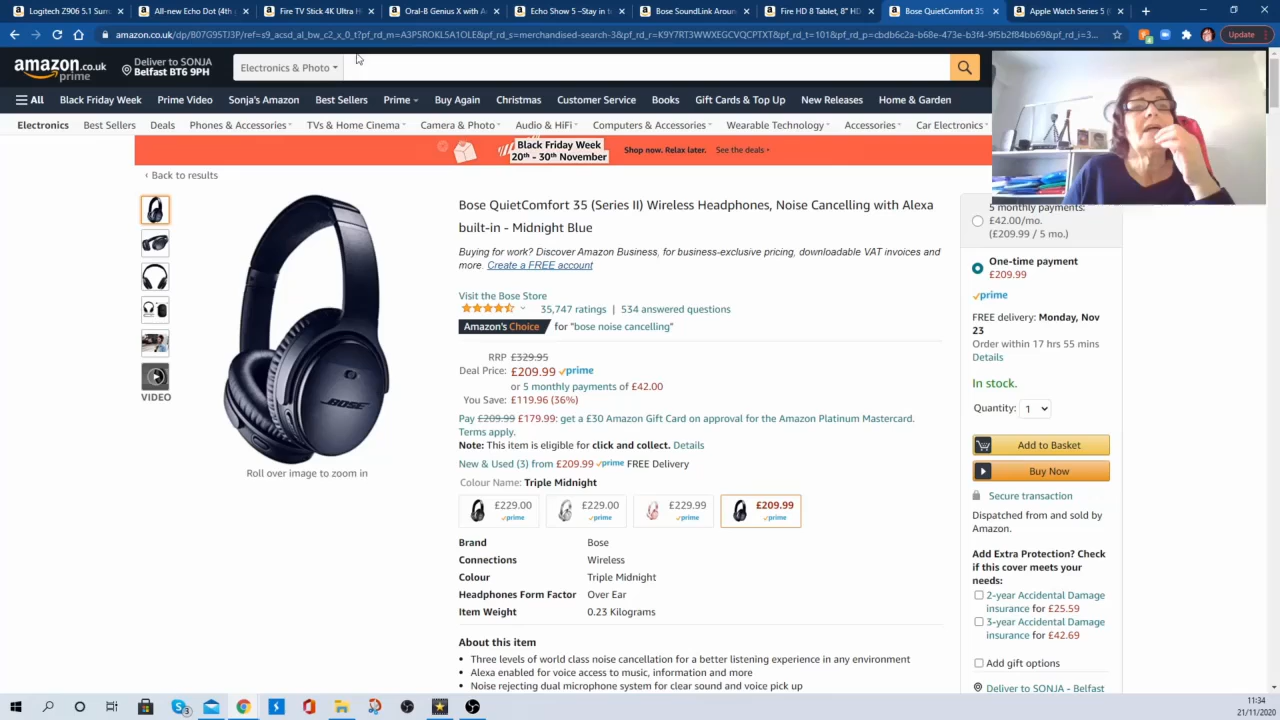 Logitech Z906 5.1 Surr
All-new Echo Dot (4th
Fire TV Stick 4K Ultra H
Oral-B Genius X with A
Echo Show 5 –Stay in t
Bose SoundLink Aroun
Fire HD 8 Tablet, 8" HD
Bose QuietComfort 35
Apple Watch Series 5 (
Update
amazon.co.uk
prime
Deliver to SONJA
Belfast BT6 9PH
Electronics & Photo
All
Black Friday Week
Prime Video
Sonja's Amazon
Best Sellers
Prime
Buy Again
Christmas
Customer Service
Books
Gift Cards & Top Up
New Releases
Home & Garden
Electronics
Best Sellers
Deals
Phones & Accessories
TVs & Home Cinema
Camera & Photo
Audio & HiFi
Computers & Accessories
Wearable Technology
Accessories
Car Electronics
Black Friday Week
20th - 30th November
Shop now. Relax later.
See the deals
‹ Back to results
VIDEO
BOSE
Roll over image to zoom in
Bose QuietComfort 35 (Series II) Wireless Headphones, Noise Cancelling with Alexa
built-in - Midnight Blue
Buying for work? Discover Amazon Business, for business-exclusive pricing, downloadable VAT invoices and
more. Create a FREE account
Visit the Bose Store
35,747 ratings | 534 answered questions
Amazon's Choice for "bose noise cancelling"
RRP £329.95
Deal Price: £209.99 prime
or 5 monthly payments of £42.00
You Save: £119.96 (36%)
Pay £209.99 £179.99: get a £30 Amazon Gift Card on approval for the Amazon Platinum Mastercard.
Terms apply.
Note: This item is eligible for click and collect. Details
New & Used (3) from £209.99 prime FREE Delivery
Colour Name: Triple Midnight
£229.00
prime
£229.00
prime
£229.99
prime
£209.99
prime
Brand Bose
Connections Wireless
Colour Triple Midnight
Headphones Form Factor Over Ear
Item Weight 0.23 Kilograms
About this item
• Three levels of world class noise cancellation for a better listening experience in any environment
• Alexa enabled for voice access to music, information and more
• Noise rejecting dual microphone system for clear sound and voice pick up
5 monthly payments:
£42.00/mo.
(£209.99 / 5 mo.)
One-time payment
£209.99
prime
FREE delivery: Monday, Nov
23
Order within 17 hrs 55 mins
Details
In stock.
Quantity: 1
Add to Basket
Buy Now
Secure transaction
Dispatched from and sold by
Amazon.
Add Extra Protection? Check
if this cover meets your
needs:
2-year Accidental Damage
insurance for £25.59
3-year Accidental Damage
insurance for £42.69
Add gift options
Deliver to SONJA - Belfast
11:34
21/11/2020